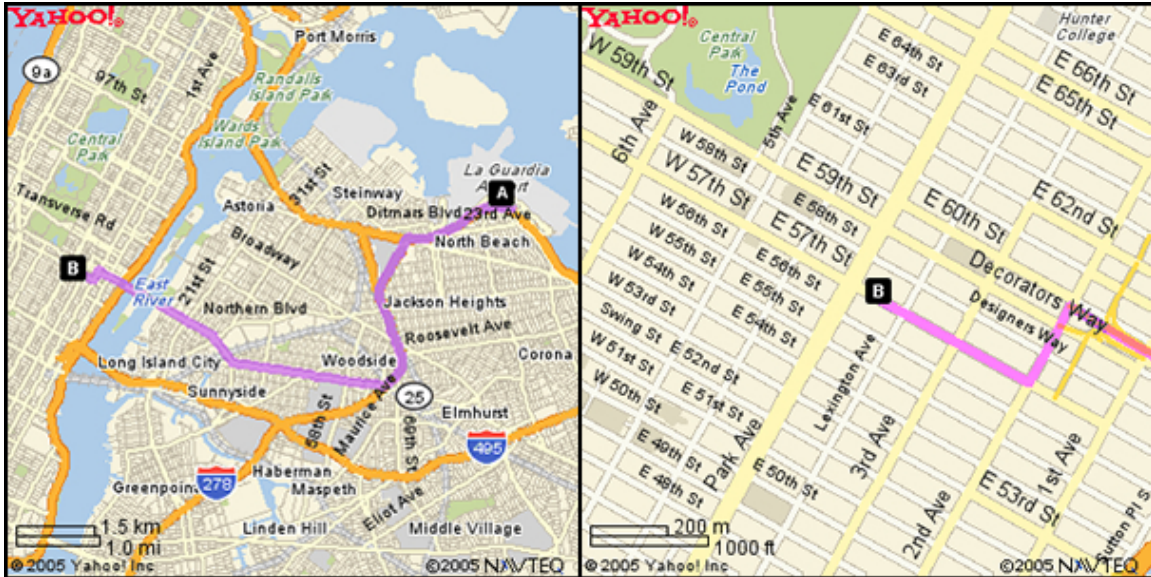 YAHOO!®
Port Morris
9a
97th St
1st Ave
Randalls
Island Park
Central
Park
Wards
Island Park
La Guardia
A
31st St
Steinway
Astoria
Ditmars Blvd
23rd Ave
Transverse Rd
Broadway
North Beach
B
East
River
21st St
Northern Blvd
Jackson Heights
Roosevelt Ave
Long Island City
Woodside
Corona
Sunnyside
25
58th St
Maurice Ave
69th St
Elmhurst
495
278
Haberman
Greenpoint
Maspeth
Eliot Ave
Linden Hill
Middle Village
1.5 km
1.0 mi
©2005 Yahoo! Inc
©2005 NAVTEQ
YAHOO!®
Hunter
College
Central
Park
The
Pond
W 59th St
E 64th St
E 63rd St
E 66th St
E 65th St
6th Ave
5th Ave
E 61st St
W 58th St
W 57th St
E 59th St
E 62nd St
E 60th St
E 58th St
E 57th St
W 56th St
W 55th St
W 54th St
W 53rd St
E 56th St
E 55th St
E 54th St
Decorators Way
Designers Way
B
Swing St
W 51st St
W 50th St
E 52nd St
E 51st St
Lexington Ave
E 49th St
E 48th St
Park Ave
3rd Ave
E 50th St
E 53rd St
1st Ave
2nd Ave
Sutton Pl S
200 m
1000 ft
©2005 Yahoo! Inc
©2005 NAVTEQ